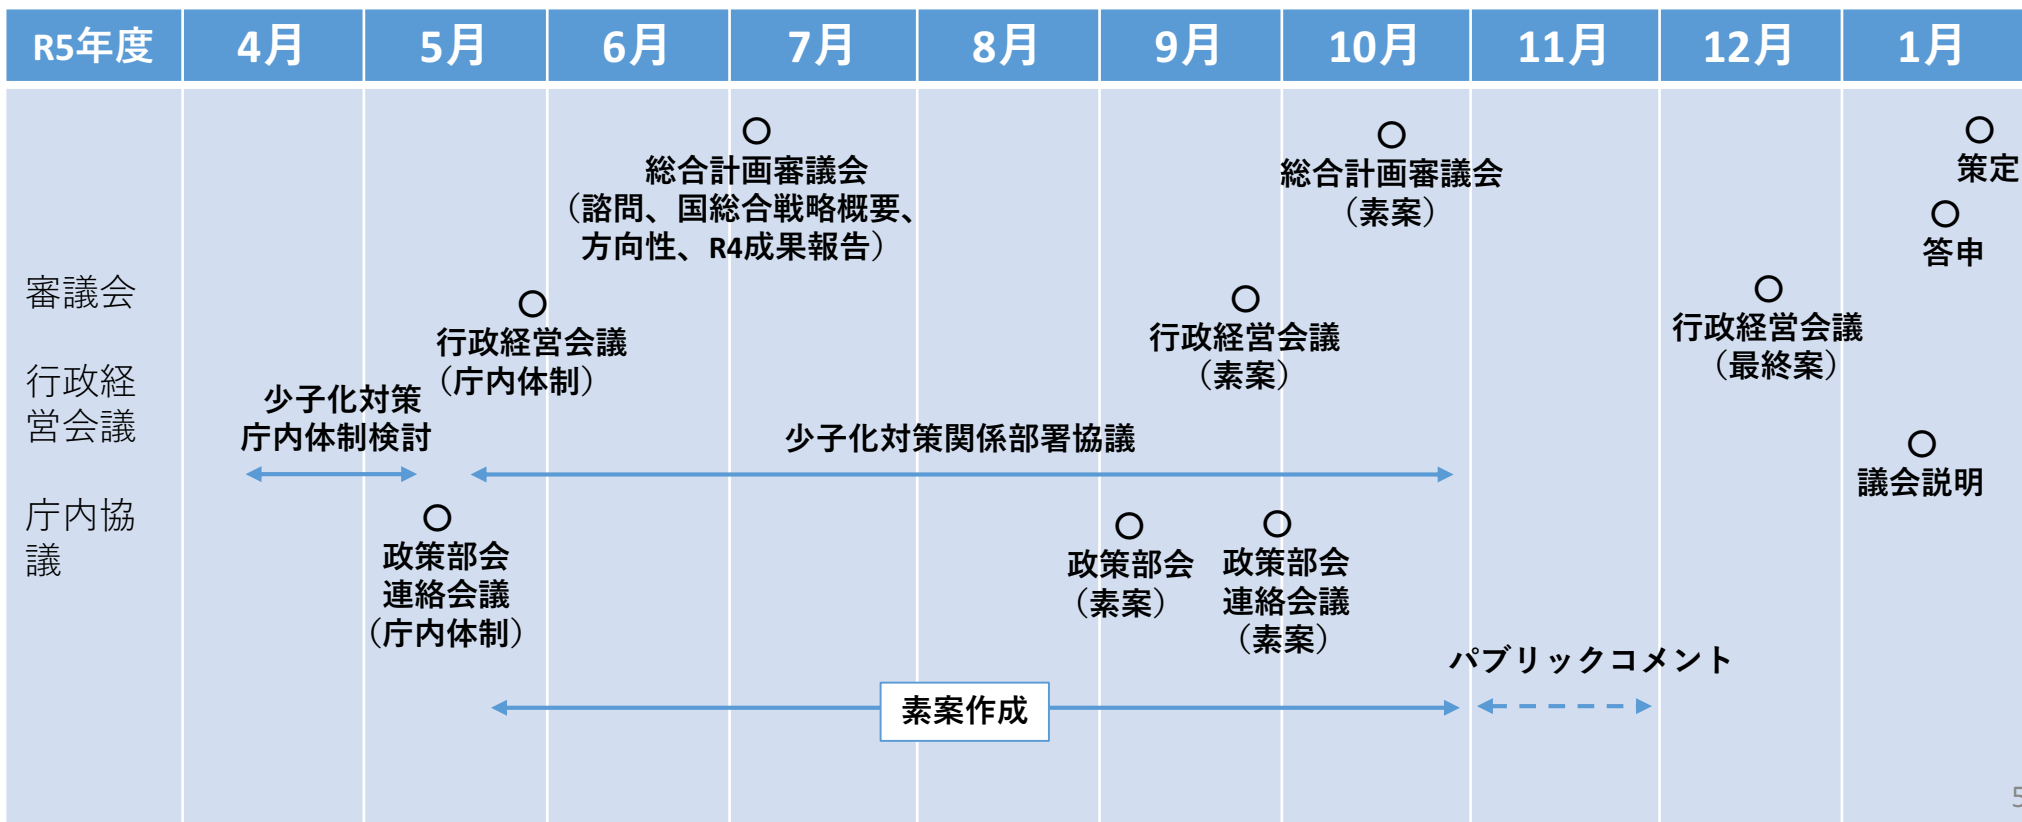 R5年度 4月 5月 6月 7月 8月 9月 10月 11月 12月 1月
審議会
行政経
営会議
庁内協
議
○
総合計画審議会
（諮問、国総合戦略概要、
方向性、R4成果報告）
○
総合計画審議会
（素案）
○
策定
○
答申
○
行政経営会議
（庁内体制）
○
行政経営会議
（素案）
○
行政経営会議
（最終案）
少子化対策
庁内体制検討
少子化対策関係部署協議
○
議会説明
○
政策部会
連絡会議
（庁内体制）
○
政策部会
（素案）
○
政策部会
連絡会議
（素案）
パブリックコメント
素案作成
5